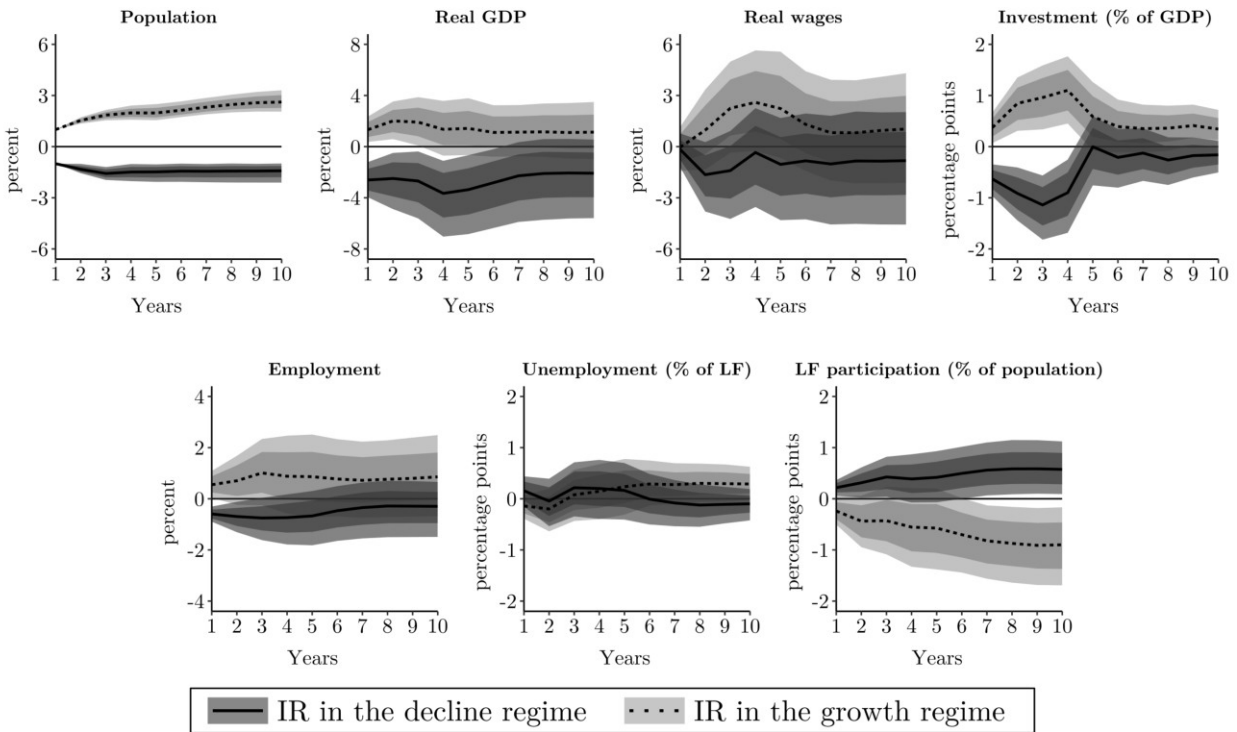 Population
6
3
0
-3
-6
percent
1 2 3 4 5 6 7 8 9 10
Years
Real GDP
8
4
0
-4
-8
percent
1 2 3 4 5 6 7 8 9 10
Years
Real wages
6
3
0
-3
-6
percent
1 2 3 4 5 6 7 8 9 10
Years
Investment (% of GDP)
2
1
0
-1
-2
percentage points
1 2 3 4 5 6 7 8 9 10
Years
Employment
4
2
0
-2
-4
percent
1 2 3 4 5 6 7 8 9 10
Years
Unemployment (% of LF)
2
1
0
-1
-2
percentage points
1 2 3 4 5 6 7 8 9 10
Years
LF participation (% of population)
2
1
0
-1
-2
percentage points
1 2 3 4 5 6 7 8 9 10
Years
IR in the decline regime
IR in the growth regime